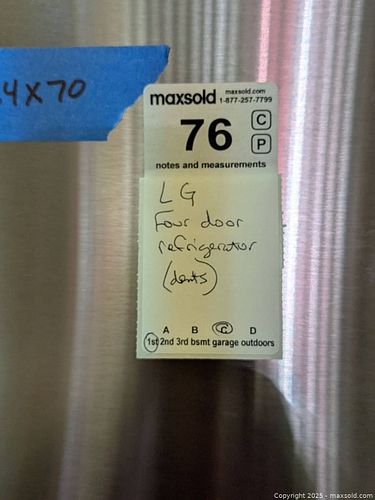 4X70
maxsold maxsold.com
1-877-257-7799
76 C
P
notes and measurements
LG
Four door
refrigerator
(dents)
A B C D
1st 2nd 3rd bsmt garage outdoors
Copyright 2025 - maxsold.com